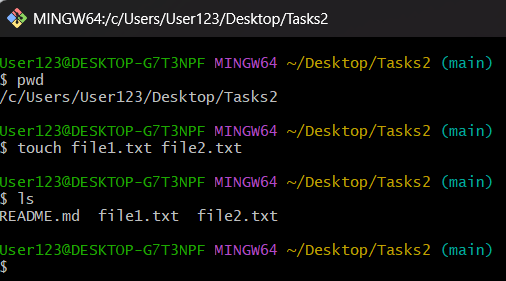 MINGW64:/c/Users/User123/Desktop/Tasks2
User123@DESKTOP-G7T3NPF MINGW64 ~/Desktop/Tasks2 (main)
$ pwd
/c/Users/User123/Desktop/Tasks2
User123@DESKTOP-G7T3NPF MINGW64 ~/Desktop/Tasks2 (main)
$ touch file1.txt file2.txt
User123@DESKTOP-G7T3NPF MINGW64 ~/Desktop/Tasks2 (main)
$ ls
README.md  file1.txt  file2.txt
User123@DESKTOP-G7T3NPF MINGW64 ~/Desktop/Tasks2 (main)
$